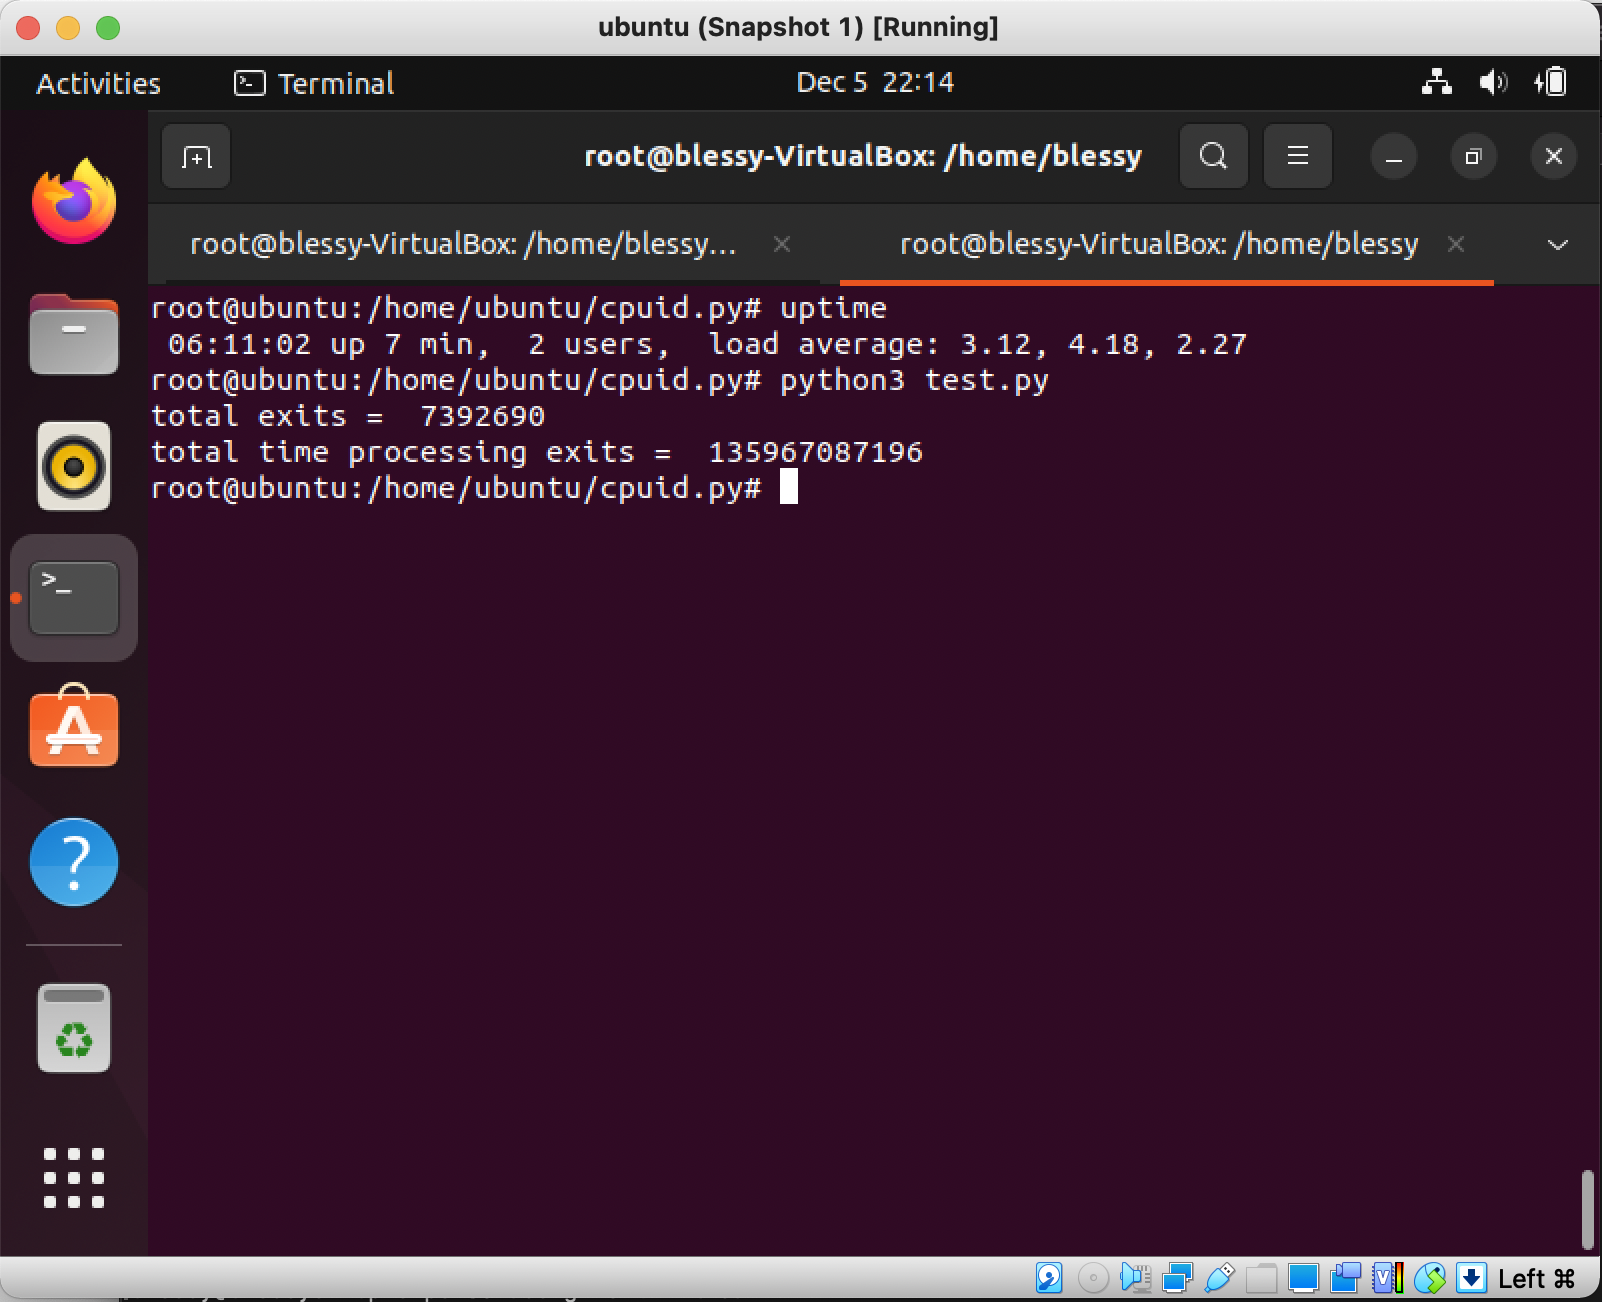 ubuntu (Snapshot 1) [Running]
Activities
Terminal
Dec 5 22:14
root@blessy-VirtualBox: /home/blessy
root@blessy-VirtualBox: /home/blessy...
root@blessy-VirtualBox: /home/blessy
root@ubuntu:/home/ubuntu/cpuid.py# uptime
06:11:02 up 7 min,  2 users,  load average: 3.12, 4.18, 2.27
root@ubuntu:/home/ubuntu/cpuid.py# python3 test.py
total exits =  7392690
total time processing exits =  135967087196
root@ubuntu:/home/ubuntu/cpuid.py#
Left ⌘